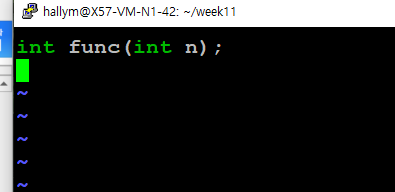 hallym@X57-VM-N1-42: ~/week11
int func(int n);
~
~
~
~
~